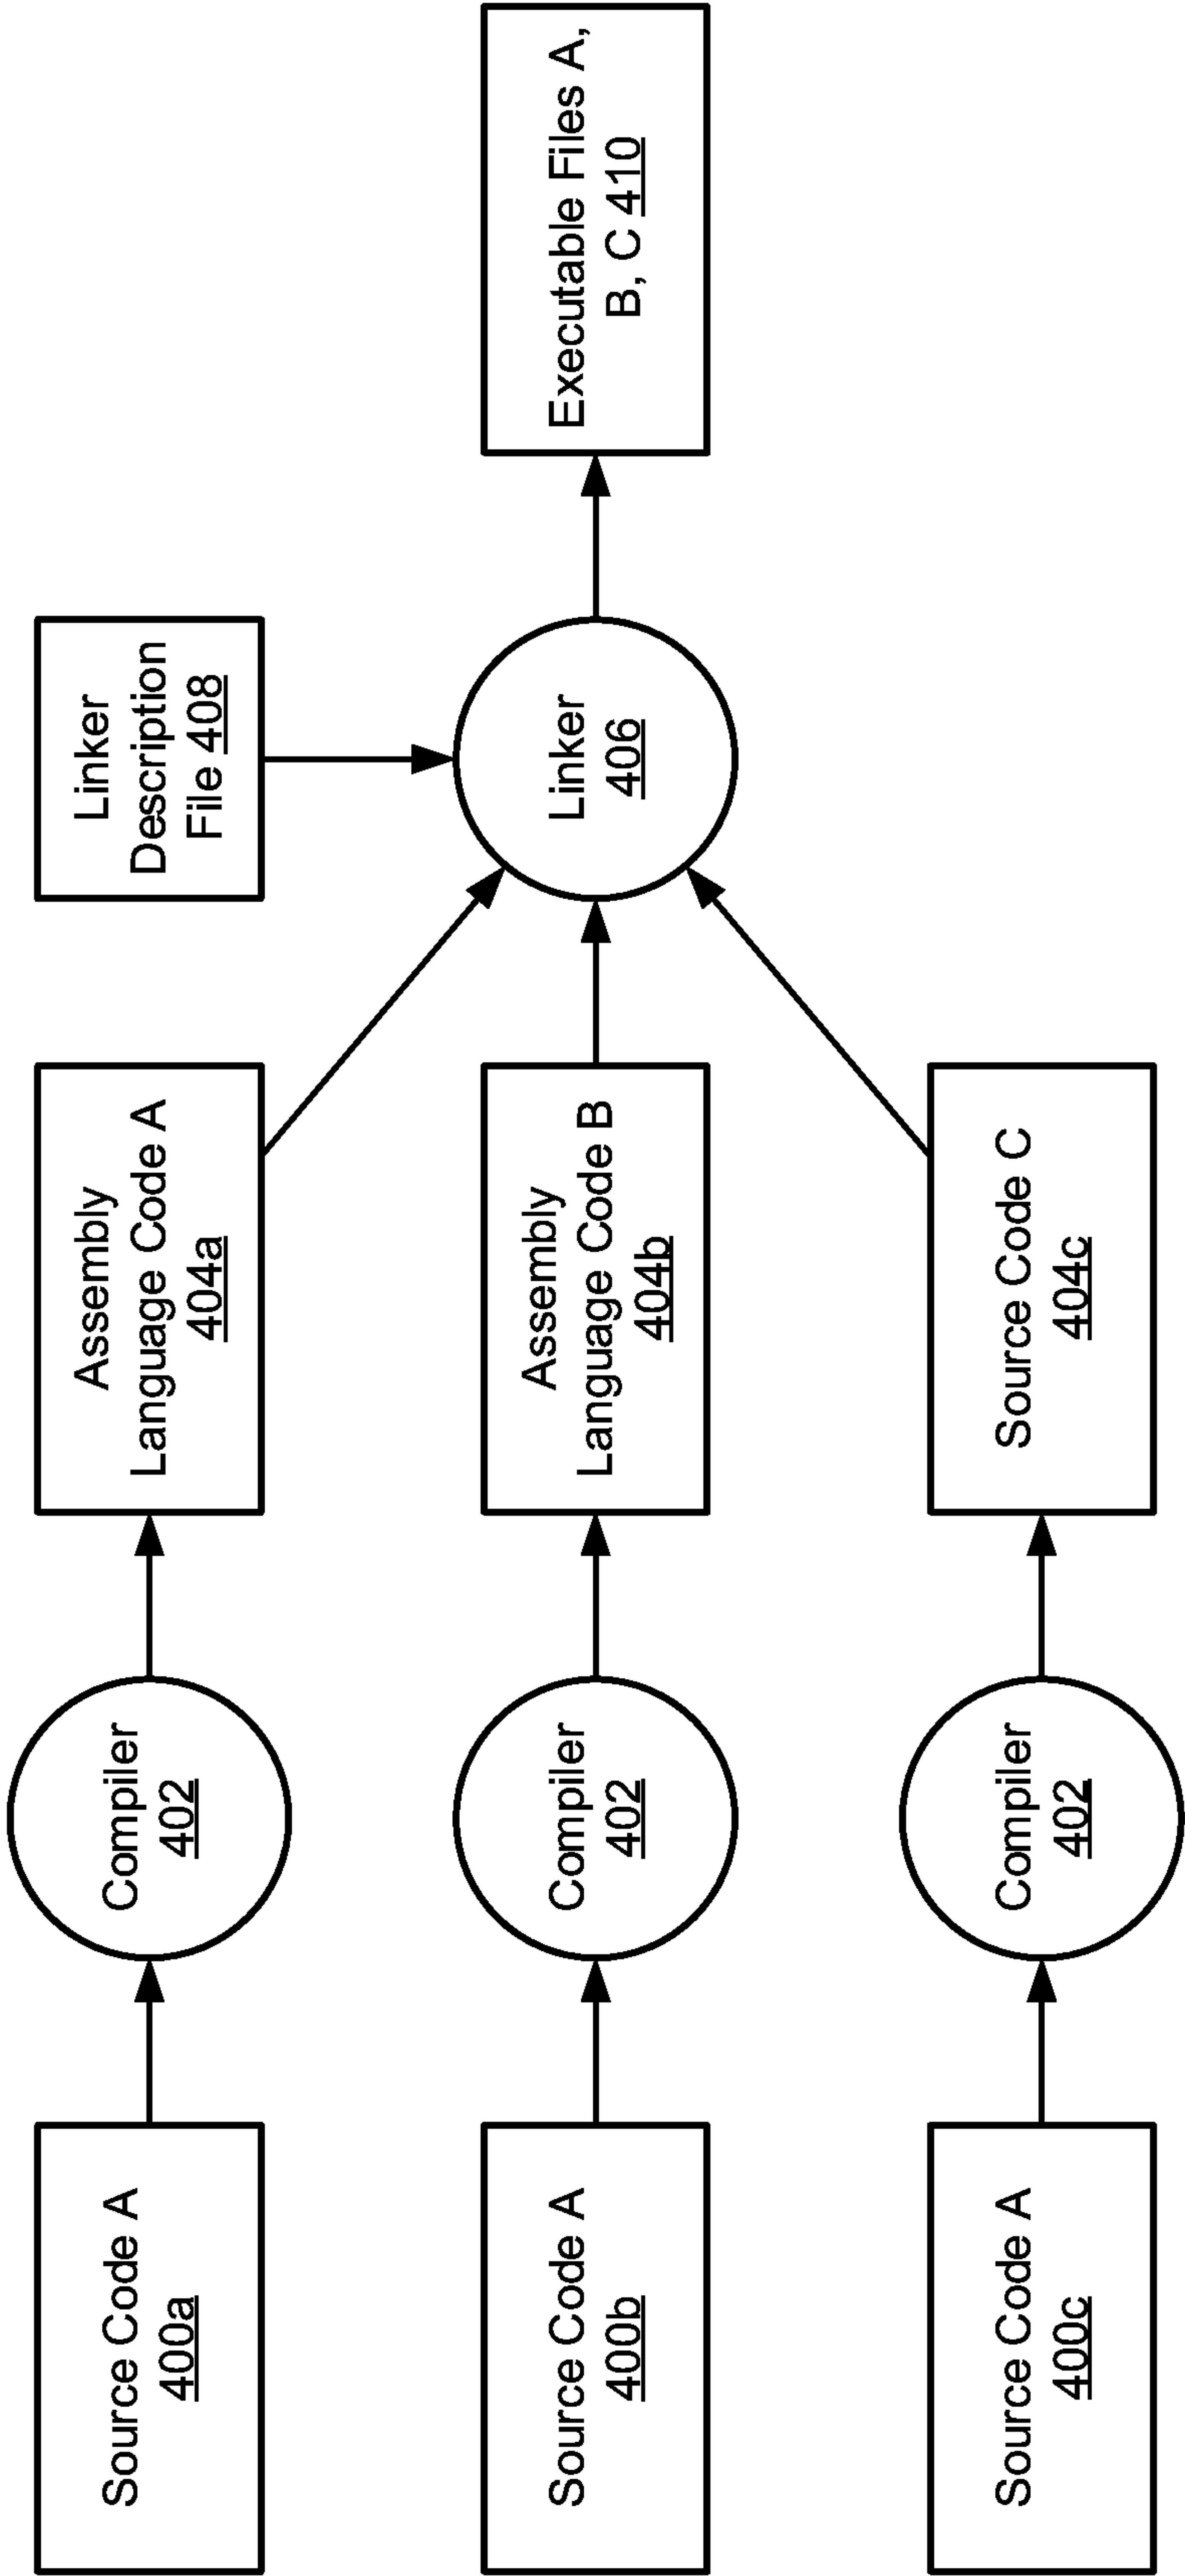 Source Code A
400a
Compiler
402
Assembly
Language Code A
404a
Linker
Description
File 408
Source Code A
400b
Compiler
402
Assembly
Language Code B
404b
Linker
406
Executable Files A,
B, C 410
Source Code A
400c
Compiler
402
Source Code C
404c